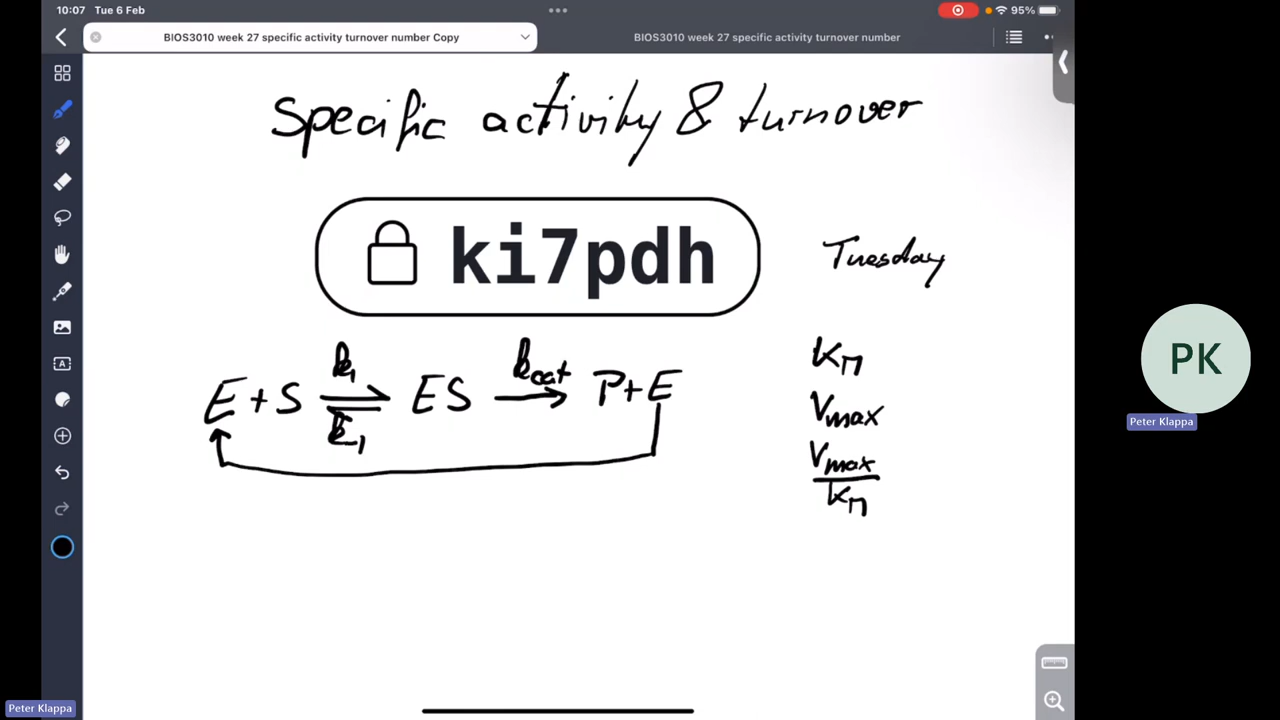 10:07 Tue 6 Feb
95%
BIOS3010 week 27 specific activity turnover number Copy
BIOS3010 week 27 specific activity turnover number
Specific activity & turnover
ki7pdh
Tuesday
E + S k₁ k₋₁ ES kcat P + E
KM
Vmax
Vmax
KM
PK
Peter Klappa
Peter Klappa